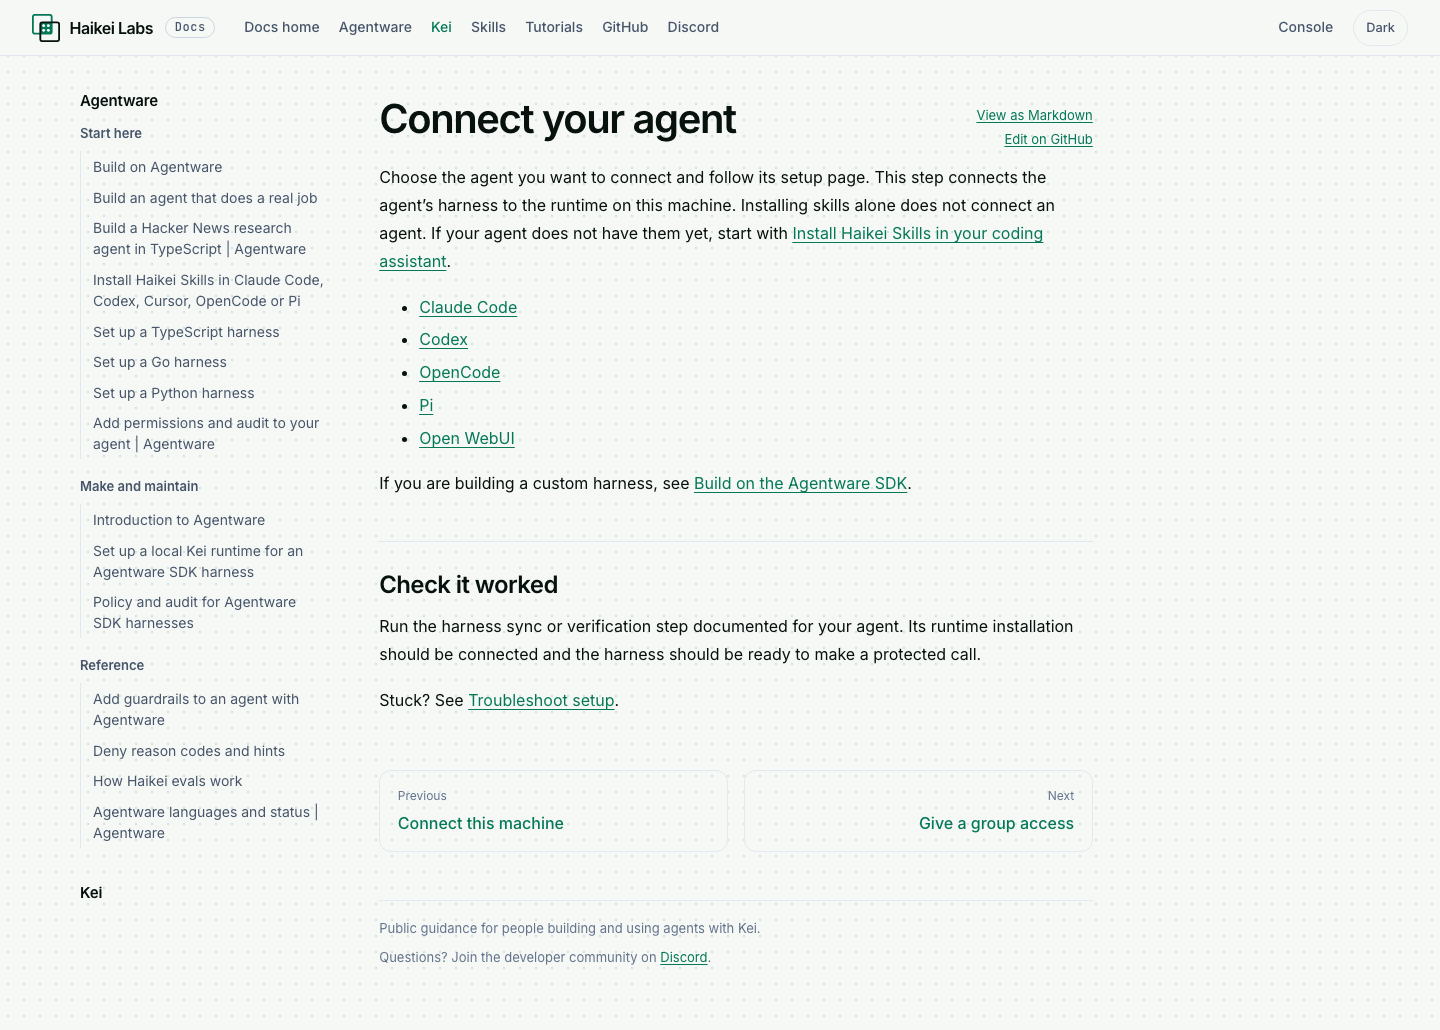 Haikei Labs
Docs
Docs home
Agentware
Kei
Skills
Tutorials
GitHub
Discord
Console
Dark
Agentware
Start here
Build on Agentware
Build an agent that does a real job
Build a Hacker News research
agent in TypeScript | Agentware
Install Haikei Skills in Claude Code,
Codex, Cursor, OpenCode or Pi
Set up a TypeScript harness
Set up a Go harness
Set up a Python harness
Add permissions and audit to your
agent | Agentware
Make and maintain
Introduction to Agentware
Set up a local Kei runtime for an
Agentware SDK harness
Policy and audit for Agentware
SDK harnesses
Reference
Add guardrails to an agent with
Agentware
Deny reason codes and hints
How Haikei evals work
Agentware languages and status |
Agentware
Kei
Connect your agent
View as Markdown
Edit on GitHub
Choose the agent you want to connect and follow its setup page. This step connects the
agent’s harness to the runtime on this machine. Installing skills alone does not connect an
agent. If your agent does not have them yet, start with Install Haikei Skills in your coding
assistant.
Claude Code
Codex
OpenCode
Pi
Open WebUI
If you are building a custom harness, see Build on the Agentware SDK.
Check it worked
Run the harness sync or verification step documented for your agent. Its runtime installation
should be connected and the harness should be ready to make a protected call.
Stuck? See Troubleshoot setup.
Previous
Connect this machine
Next
Give a group access
Public guidance for people building and using agents with Kei.
Questions? Join the developer community on Discord.